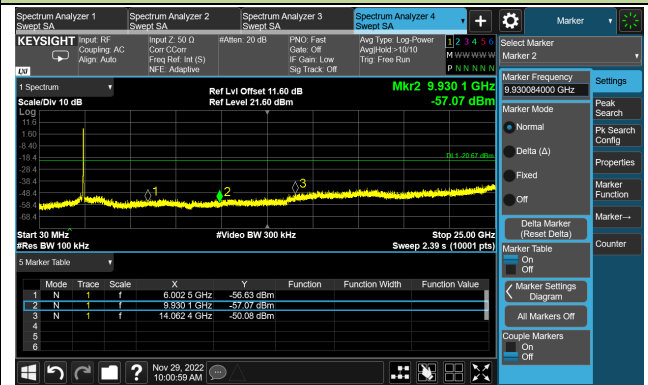 Spectrum Analyzer 1
Swept SA
Spectrum Analyzer 2
Swept SA
Spectrum Analyzer 3
Swept SA
Spectrum Analyzer 4
Swept SA
+
Marker
KEYSIGHT
Input: RF
Coupling: AC
Align: Auto
Input Z: 50 Ω
Corr CCorr
Freq Ref: Int (S)
NFE: Adaptive
#Atten: 20 dB
PNO: Fast
Gate: Off
IF Gain: Low
Sig Track: Off
Avg Type: Log-Power
Avg|Hold:>10/10
Trig: Free Run
1 2 3 4 5 6
M W W W W W
P N N N N N
LXI
Select Marker
Marker 2
1 Spectrum
Scale/Div 10 dB
Log
Ref Lvl Offset 11.60 dB
Ref Level 21.60 dBm
Mkr2 9.930 1 GHz
-57.07 dBm
11.6
1.60
-8.40
-18.4
-28.4
-38.4
-48.4
-58.4
-68.4
DL1 -20.67 dBm
1
2
3
Start 30 MHz
#Res BW 100 kHz
#Video BW 300 kHz
Stop 25.00 GHz
Sweep 2.39 s (10001 pts)
5 Marker Table
Mode Trace Scale X Y Function Function Width Function Value
1 N 1 f 6.002 5 GHz -56.63 dBm
2 N 1 f 9.930 1 GHz -57.07 dBm
3 N 1 f 14.062 4 GHz -50.08 dBm
4
5
6
Marker Frequency
9.930084000 GHz
Marker Mode
Normal
Delta (Δ)
Fixed
Off
Delta Marker
(Reset Delta)
Marker Table
On
Off
Marker Settings
Diagram
All Markers Off
Couple Markers
On
Off
Settings
Peak
Search
Pk Search
Config
Properties
Marker
Function
Marker→
Counter
?
Nov 29, 2022
10:00:59 AM